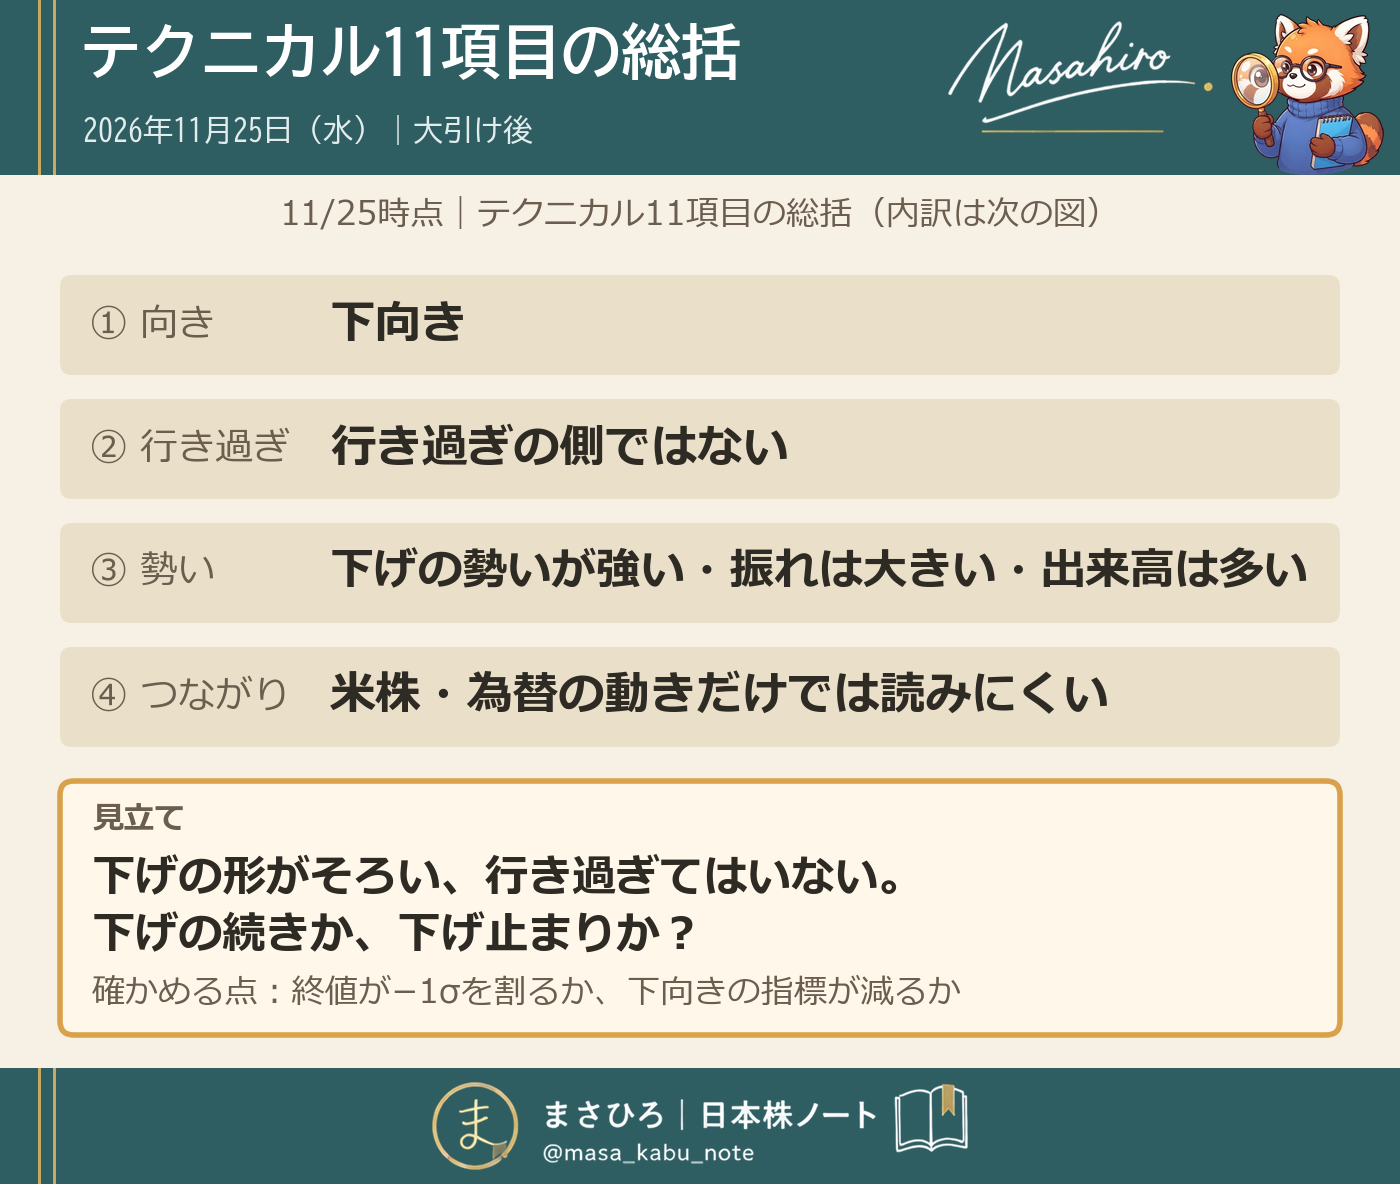 テクニカル11項目の総括
Masahiro
2026年11月25日（水）｜大引け後
11/25時点｜テクニカル11項目の総括（内訳は次の図）
① 向き 下向き
② 行き過ぎ 行き過ぎの側ではない
③ 勢い 下げの勢いが強い・振れは大きい・出来高は多い
④ つながり 米株・為替の動きだけでは読みにくい
見立て
下げの形がそろい、行き過ぎてはいない。
下げの続きか、下げ止まりか？
確かめる点：終値が−1σを割るか、下向きの指標が減るか
ま
まさひろ｜日本株ノート
@masa_kabu_note